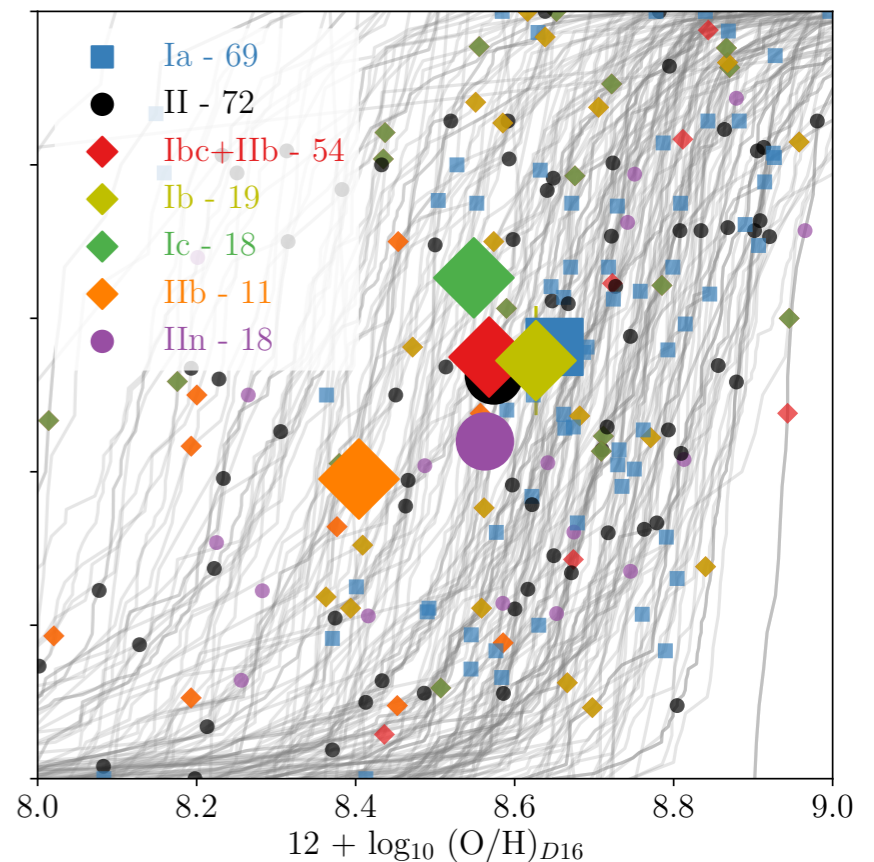 Ia - 69
II - 72
Ibc+IIb - 54
Ib - 19
Ic - 18
IIb - 11
IIn - 18
8.0 8.2 8.4 8.6 8.8 9.0
12 + log₁₀ (O/H)_D16